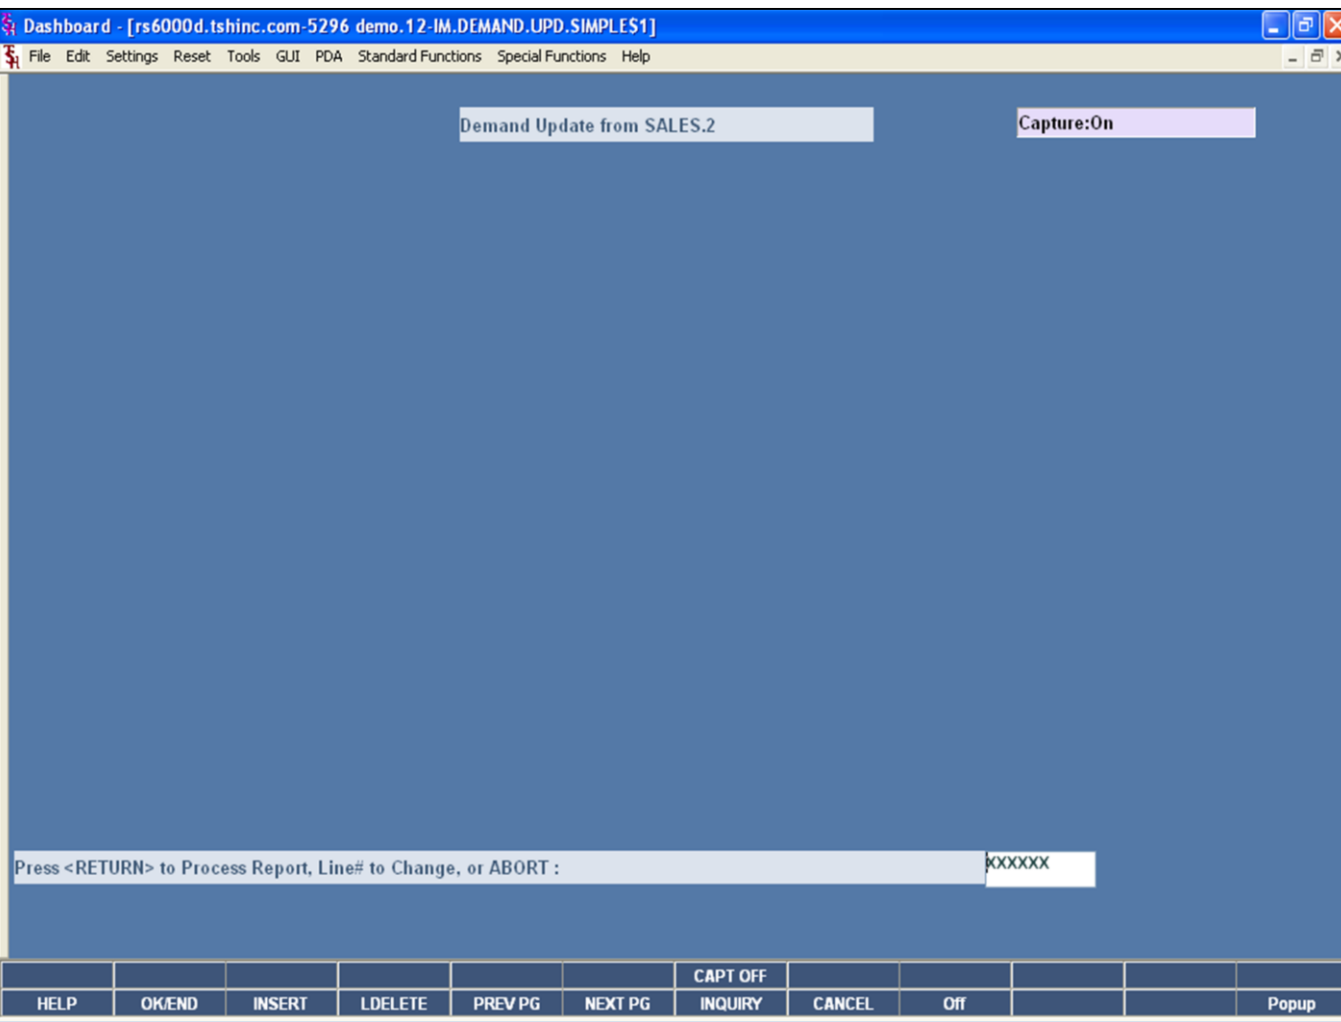 Dashboard - [rs6000d.tshinc.com-5296 demo.12-IM.DEMAND.UPD.SIMPLE$1]
File Edit Settings Reset Tools GUI PDA Standard Functions Special Functions Help
Demand Update from SALES.2
Capture:On
Press <RETURN> to Process Report, Line# to Change, or ABORT :
XXXXXX
CAPT OFF
HELP OK/END INSERT LDELETE PREV PG NEXT PG INQUIRY CANCEL Off Popup